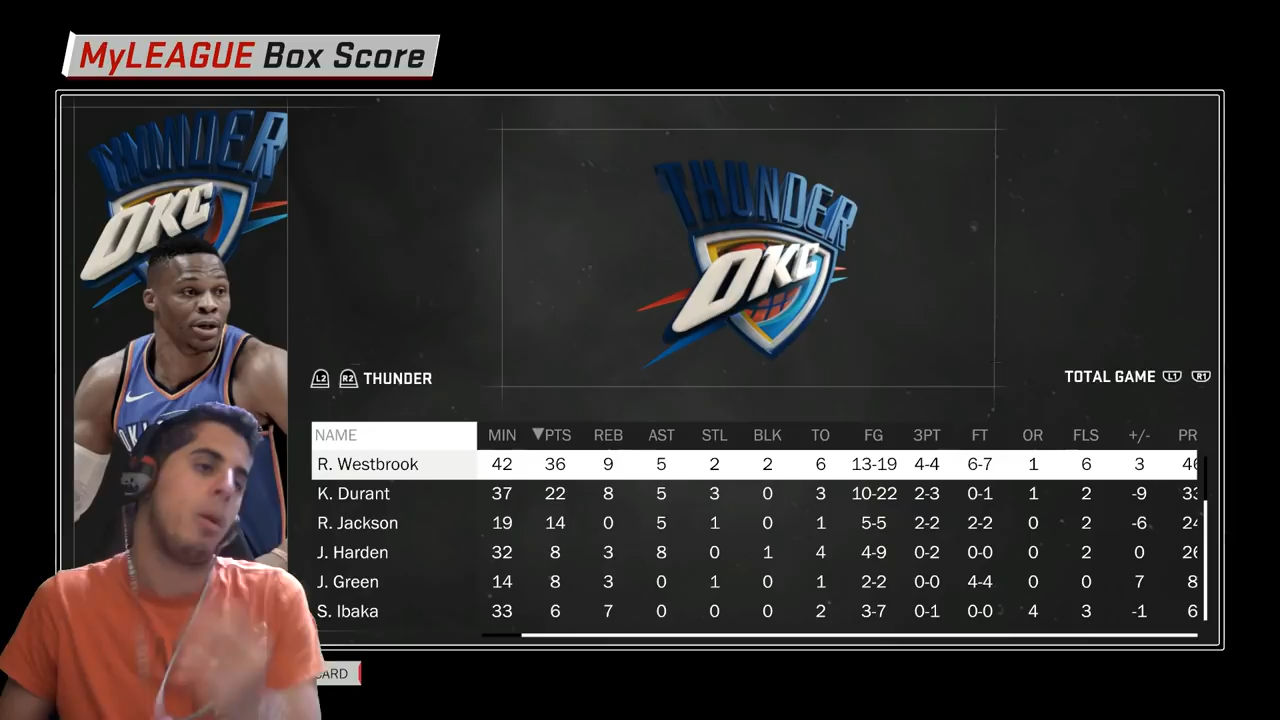 MyLEAGUE Box Score
THUNDER
OKC
THUNDER
OKC
L2 R2 THUNDER
TOTAL GAME L1 R1
NAME MIN ▼PTS REB AST STL BLK TO FG 3PT FT OR FLS +/- PR
R. Westbrook 42 36 9 5 2 2 6 13-19 4-4 6-7 1 6 3 46
K. Durant 37 22 8 5 3 0 3 10-22 2-3 0-1 1 2 -9 33
R. Jackson 19 14 0 5 1 0 1 5-5 2-2 2-2 0 2 -6 24
J. Harden 32 8 3 8 0 1 4 4-9 0-2 0-0 0 2 0 26
J. Green 14 8 3 0 1 0 1 2-2 0-0 4-4 0 0 7 8
S. Ibaka 33 6 7 0 0 0 2 3-7 0-1 0-0 4 3 -1 6